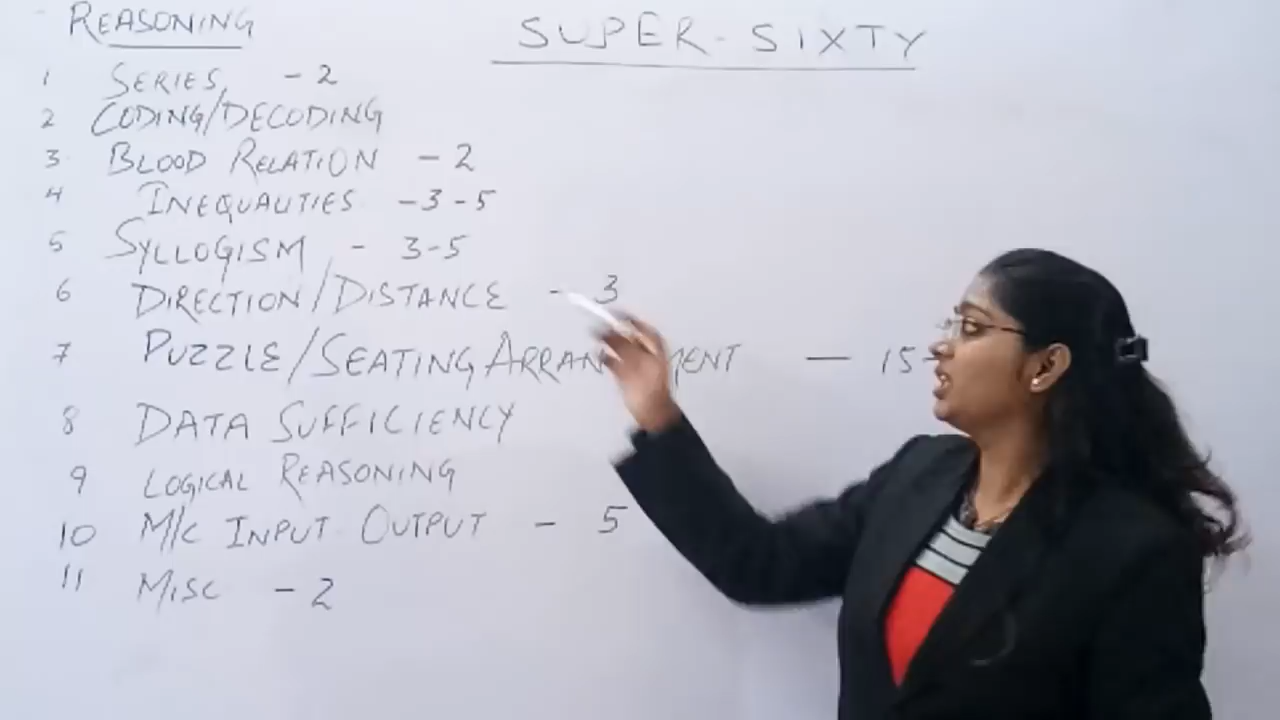 REASONING
SUPER-SIXTY
1 SERIES - 2
2 CODING/DECODING
3. BLOOD RELATION - 2
4 INEQUALITIES - 3 - 5
5 SYLLOGISM - 3-5
6 DIRECTION/DISTANCE - 3
7 PUZZLE/SEATING — 15
8 DATA SUFFICIENCY
9 LOGICAL REASONING
10 M/C INPUT OUTPUT - 5
11 MISC - 2